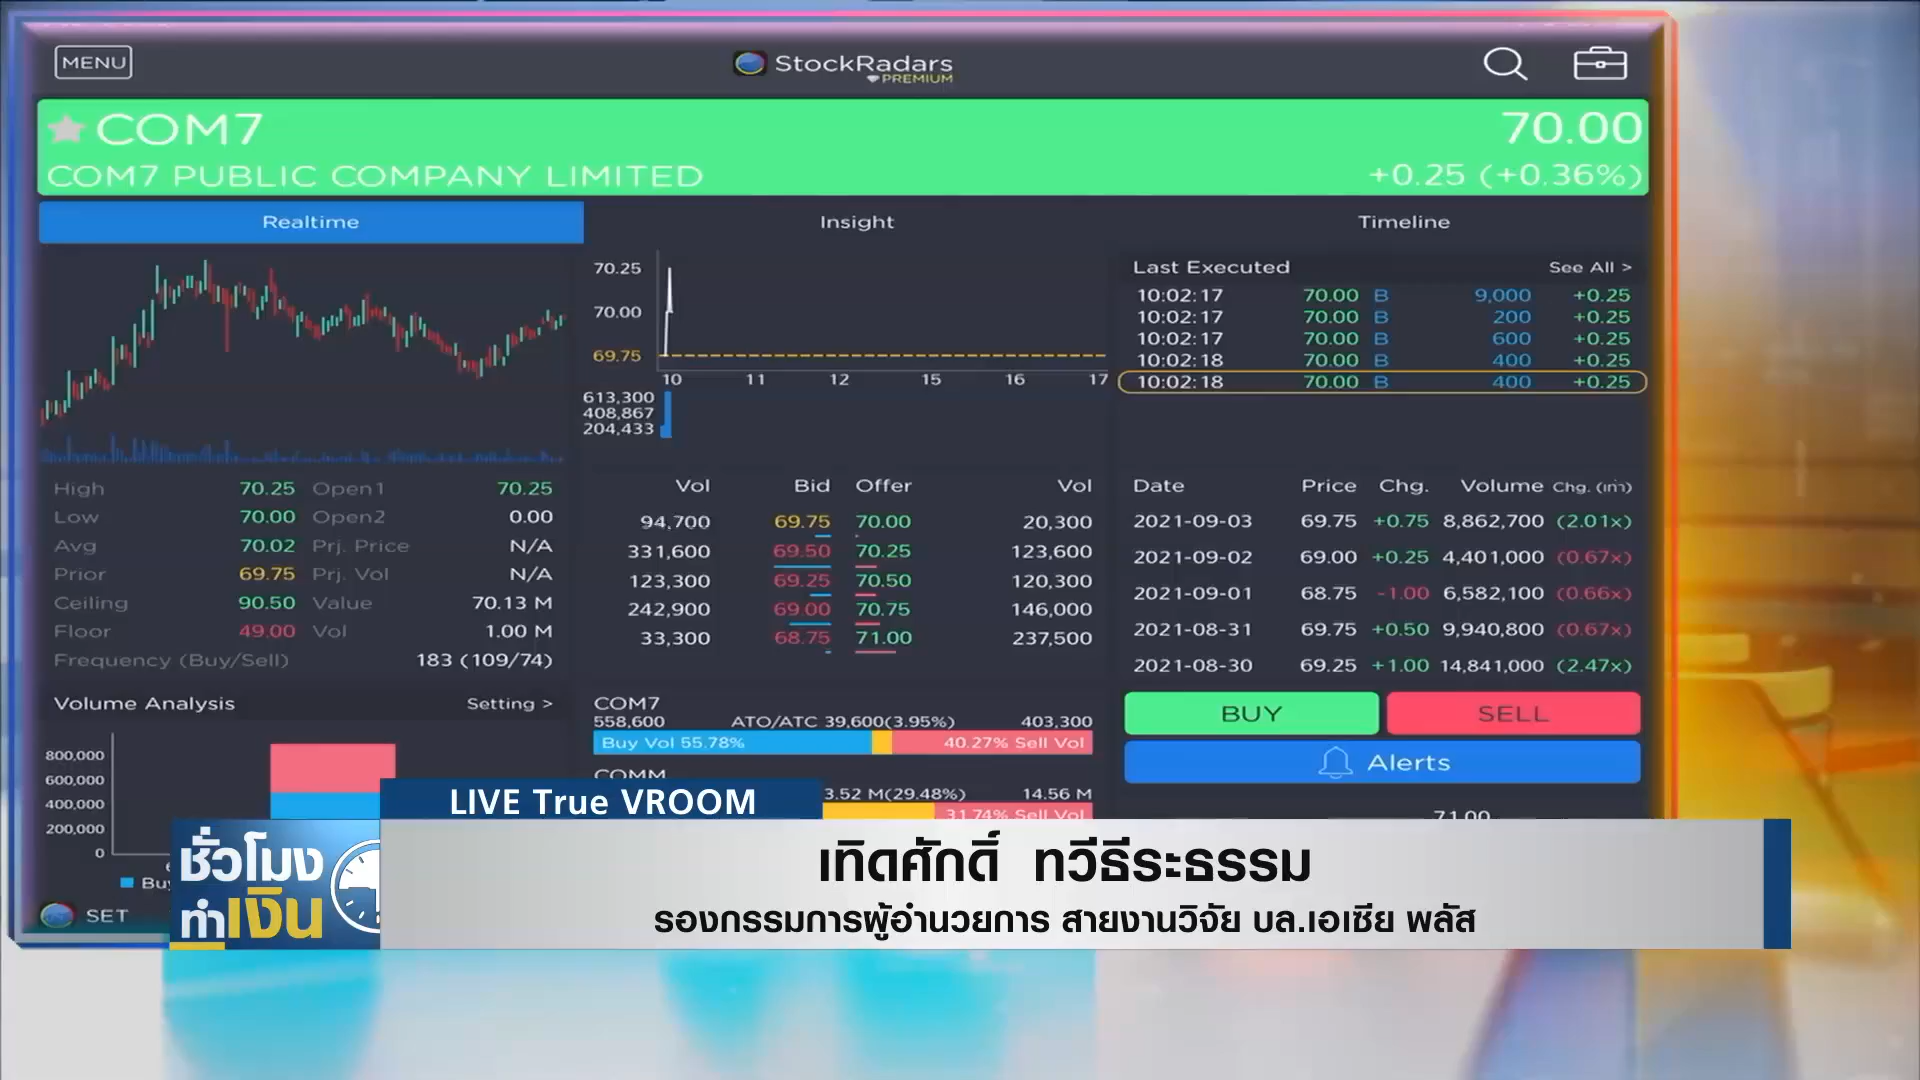 MENU
StockRadars
PREMIUM
COM7
70.00
COM7 PUBLIC COMPANY LIMITED
+0.25 (+0.36%)
Realtime
Insight
Timeline
70.25
70.00
69.75
10 11 12 15 16 17
613,300
408,867
204,433
Last Executed See All >
10:02:17 70.00 B 9,000 +0.25
10:02:17 70.00 B 200 +0.25
10:02:17 70.00 B 600 +0.25
10:02:18 70.00 B 400 +0.25
10:02:18 70.00 B 400 +0.25
High 70.25 Open1 70.25
Low 70.00 Open2 0.00
Avg 70.02 Prj. Price N/A
Prior 69.75 Prj. Vol N/A
Ceiling 90.50 Value 70.13 M
Floor 49.00 Vol 1.00 M
Frequency (Buy/Sell) 183 (109/74)
Vol Bid Offer Vol
94,700 69.75 70.00 20,300
331,600 69.50 70.25 123,600
123,300 69.25 70.50 120,300
242,900 69.00 70.75 146,000
33,300 68.75 71.00 237,500
Date Price Chg. Volume Chg. (เท่า)
2021-09-03 69.75 +0.75 8,862,700 (2.01x)
2021-09-02 69.00 +0.25 4,401,000 (0.67x)
2021-09-01 68.75 -1.00 6,582,100 (0.66x)
2021-08-31 69.75 +0.50 9,940,800 (0.67x)
2021-08-30 69.25 +1.00 14,841,000 (2.47x)
Volume Analysis Setting >
800,000
600,000
400,000
200,000
0
Buy
SET
COM7
558,600 ATO/ATC 39,600(3.95%) 403,300
Buy Vol 55.78% 40.27% Sell Vol
COMM
3.52 M(29.48%) 14.56 M
31.74% Sell Vol
BUY
SELL
Alerts
71.00
LIVE True VROOM
ชั่วโมง
ทำเงิน
เทิดศักดิ์ ทวีธีระธรรม
รองกรรมการผู้อำนวยการ สายงานวิจัย บล.เอเซีย พลัส